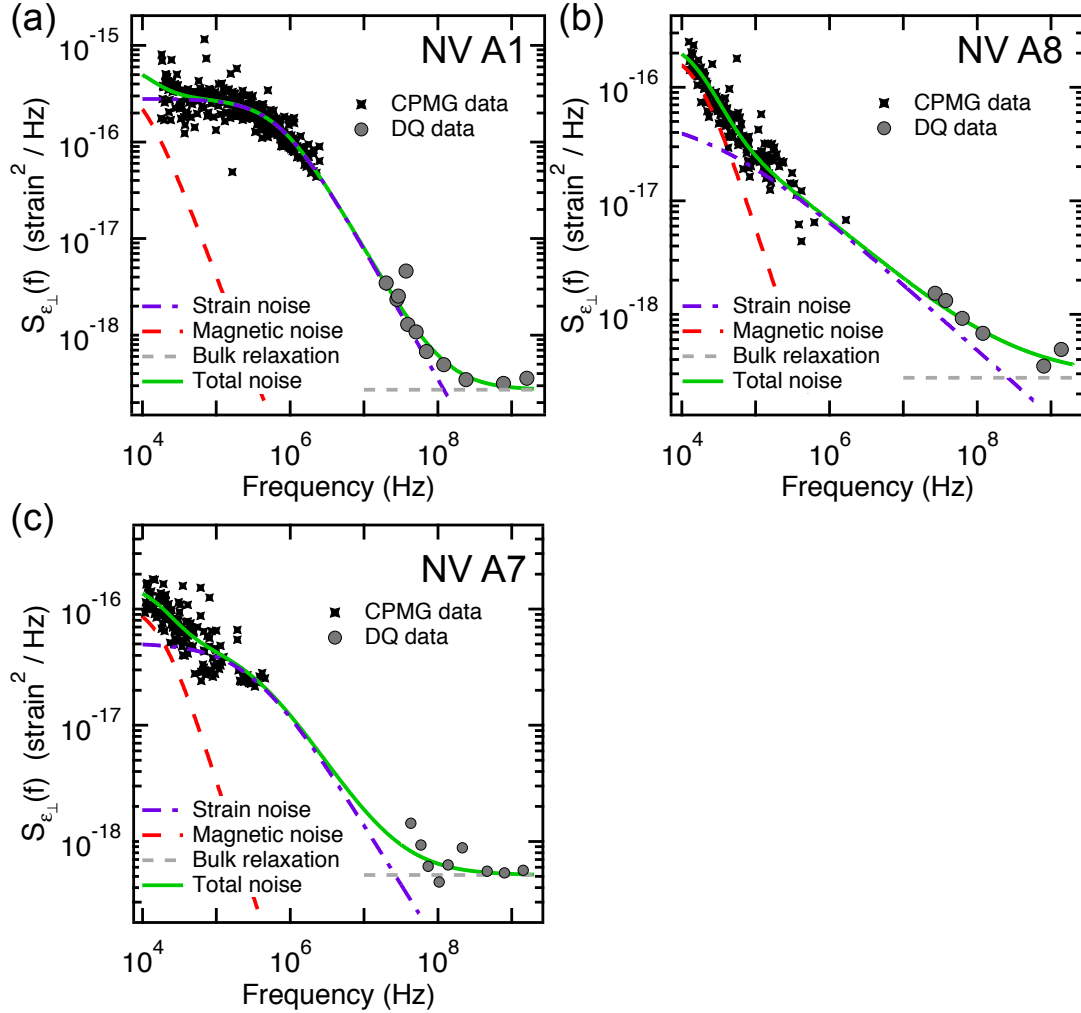 (a)
NV A1
10^-15
10^-16
10^-17
10^-18
S_ε⊥(f) (strain^2 / Hz)
CPMG data
DQ data
Strain noise
Magnetic noise
Bulk relaxation
Total noise
10^4 10^6 10^8
Frequency (Hz)
(b)
NV A8
10^-16
10^-17
10^-18
S_ε⊥(f) (strain^2 / Hz)
CPMG data
DQ data
Strain noise
Magnetic noise
Bulk relaxation
Total noise
10^4 10^6 10^8
Frequency (Hz)
(c)
NV A7
10^-16
10^-17
10^-18
S_ε⊥(f) (strain^2 / Hz)
CPMG data
DQ data
Strain noise
Magnetic noise
Bulk relaxation
Total noise
10^4 10^6 10^8
Frequency (Hz)